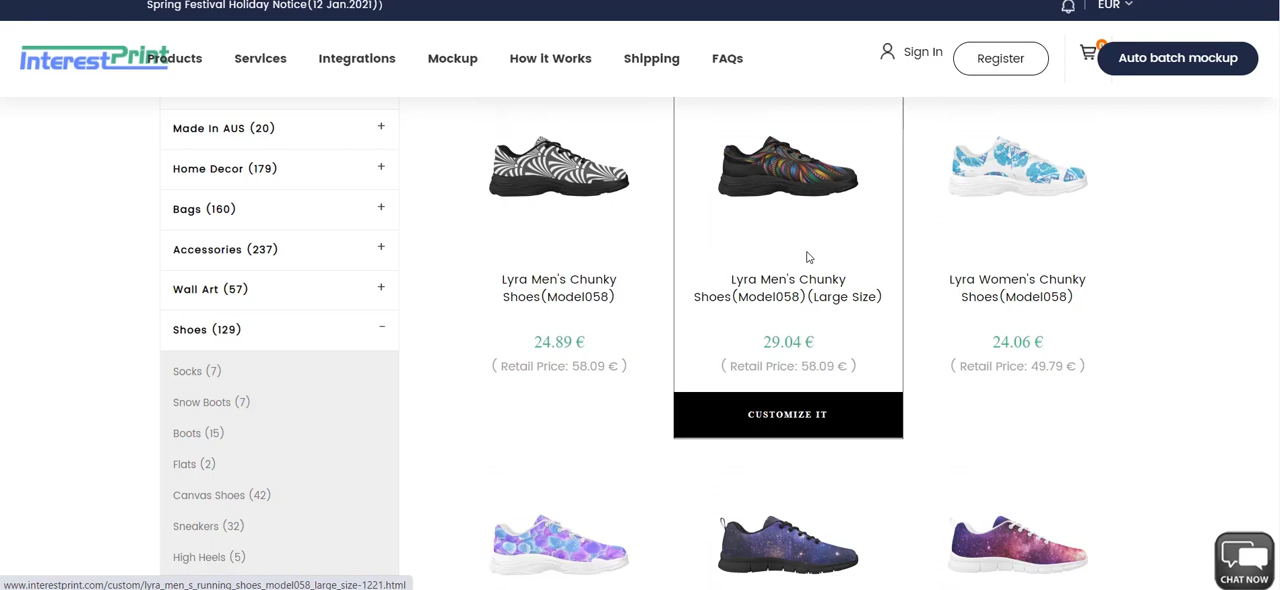 Spring Festival Holiday Notice(12 Jan.2021))
EUR
InterestPrint
Products
Services
Integrations
Mockup
How it Works
Shipping
FAQs
Sign In
Register
0
Auto batch mockup
Made In AUS (20) +
Home Decor (179) +
Bags (160) +
Accessories (237) +
Wall Art (57) +
Shoes (129) −
Socks (7)
Snow Boots (7)
Boots (15)
Flats (2)
Canvas Shoes (42)
Sneakers (32)
High Heels (5)
Lyra Men's Chunky
Shoes(Model058)
24.89 €
( Retail Price: 58.09 € )
Lyra Men's Chunky
Shoes(Model058)(Large Size)
29.04 €
( Retail Price: 58.09 € )
CUSTOMIZE IT
Lyra Women's Chunky
Shoes(Model058)
24.06 €
( Retail Price: 49.79 € )
CHAT NOW
www.interestprint.com/custom/lyra_men_s_running_shoes_model058_large_size-1221.html